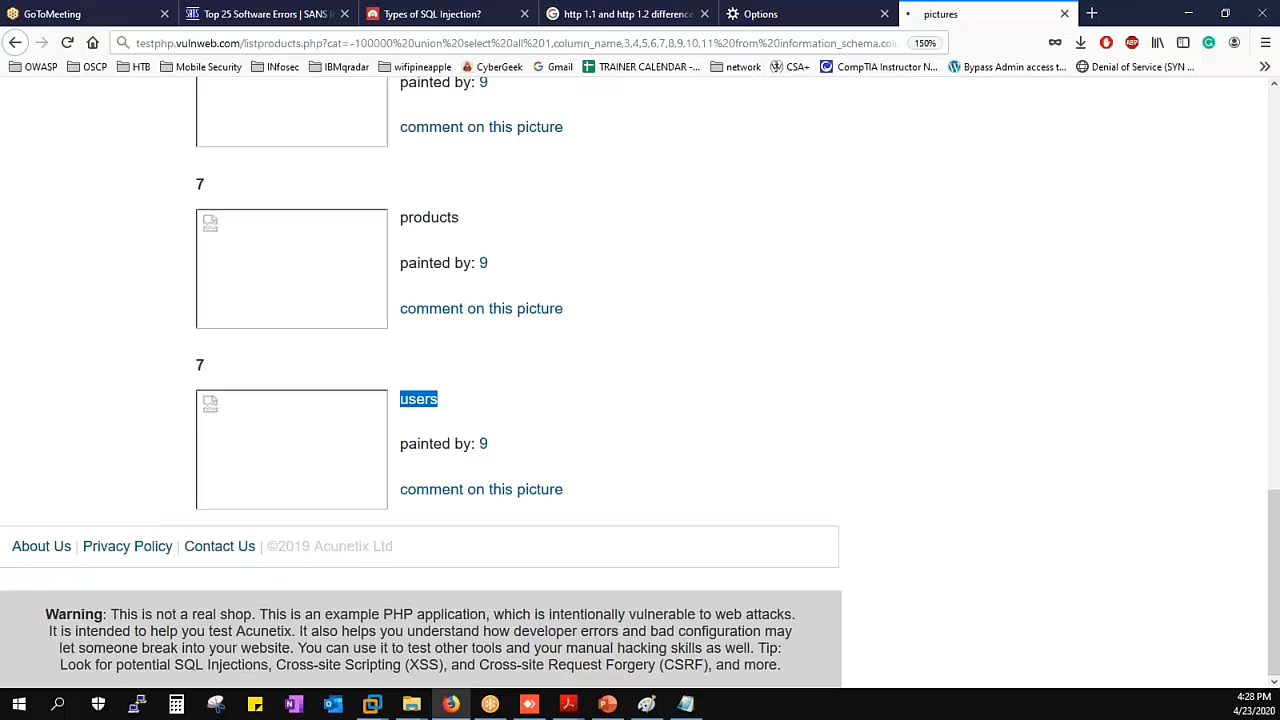 GoToMeeting
Top 25 Software Errors | SANS I
Types of SQL Injection?
http 1.1 and http 1.2 difference
Options
pictures
testphp.vulnweb.com/listproducts.php?cat=-100000%20union%20select%20all%201,column_name,3,4,5,6,7,8,9,10,11%20from%20information_schema.col
150%
OWASP
OSCP
HTB
Mobile Security
INfosec
IBMqradar
wifipineapple
CyberGeek
Gmail
TRAINER CALENDAR -...
network
CSA+
CompTIA Instructor N...
Bypass Admin access t...
Denial of Service (SYN ...
painted by: 9
comment on this picture
7
products
painted by: 9
comment on this picture
7
users
painted by: 9
comment on this picture
About Us | Privacy Policy | Contact Us | ©2019 Acunetix Ltd
Warning: This is not a real shop. This is an example PHP application, which is intentionally vulnerable to web attacks.
It is intended to help you test Acunetix. It also helps you understand how developer errors and bad configuration may
let someone break into your website. You can use it to test other tools and your manual hacking skills as well. Tip:
Look for potential SQL Injections, Cross-site Scripting (XSS), and Cross-site Request Forgery (CSRF), and more.
4:28 PM
4/23/2020